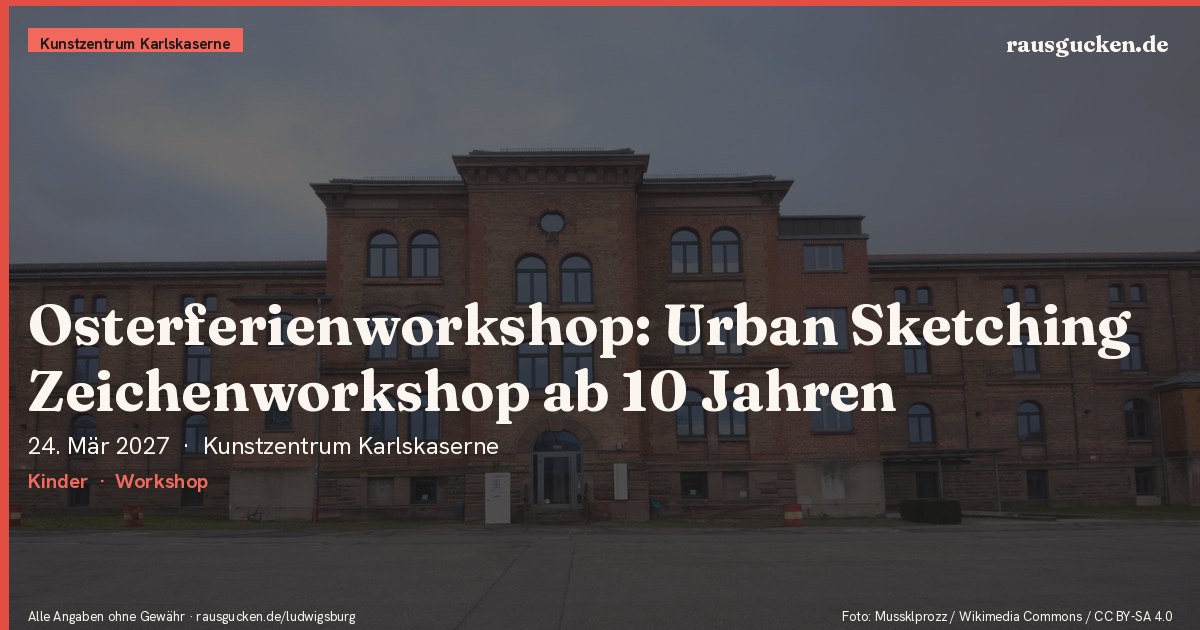 Kunstzentrum Karlskaserne
rausgucken.de
Osterferienworkshop: Urban Sketching
Zeichenworkshop ab 10 Jahren
24. Mär 2027 · Kunstzentrum Karlskaserne
Kinder · Workshop
Alle Angaben ohne Gewähr · rausgucken.de/ludwigsburg
Foto: Mussklprozz / Wikimedia Commons / CC BY-SA 4.0